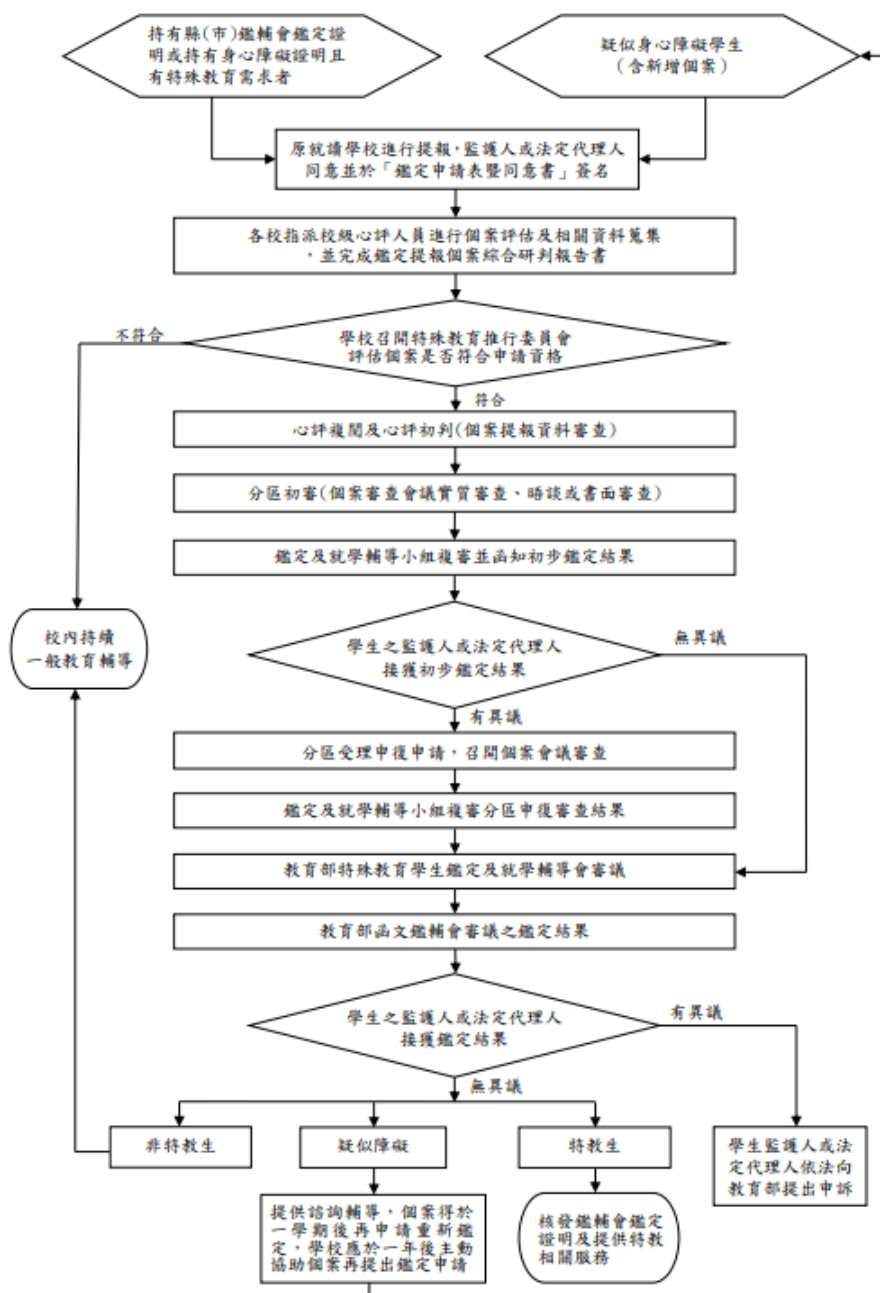 持有縣(市)鑑輔會鑑定證
明或持有身心障礙證明且
有特殊教育需求者
疑似身心障礙學生
(含新增個案)
原就讀學校進行提報，監護人或法定代理人
同意並於「鑑定申請表暨同意書」簽名
各校指派校級心評人員進行個案評估及相關資料蒐集
，並完成鑑定提報個案綜合研判報告書
不符合
學校召開特殊教育推行委員會
評估個案是否符合申請資格
符合
心評複閱及心評初判(個案提報資料審查)
分區初審(個案審查會議實質審查、晤談或書面審查)
鑑定及就學輔導小組複審並函知初步鑑定結果
校內持續
一般教育輔導
學生之監護人或法定代理人
接獲初步鑑定結果
無異議
有異議
分區受理申復申請，召開個案會議審查
鑑定及就學輔導小組複審分區申復審查結果
教育部特殊教育學生鑑定及就學輔導會審議
教育部函文鑑輔會審議之鑑定結果
學生之監護人或法定代理人
接獲鑑定結果
有異議
無異議
非特教生
疑似障礙
特教生
學生監護人或法
定代理人依法向
教育部提出申訴
提供諮詢輔導，個案得於
一學期後再申請重新鑑
定，學校應於一年後主動
協助個案再提出鑑定申請
核發鑑輔會鑑定
證明及提供特教
相關服務